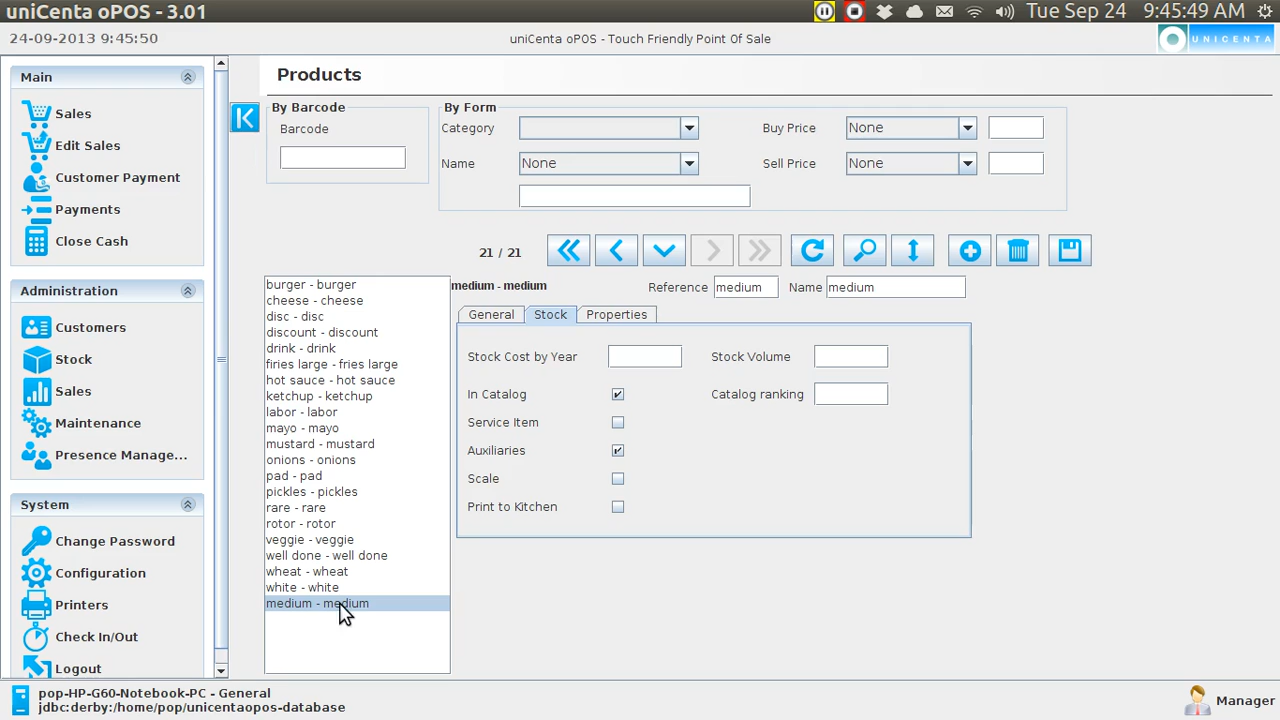 uniCenta oPOS - 3.01
Tue Sep 24 9:45:49 AM
24-09-2013 9:45:50
uniCenta oPOS - Touch Friendly Point Of Sale
UNICENTA
Main
Sales
Edit Sales
Customer Payment
Payments
Close Cash
Administration
Customers
Stock
Sales
Maintenance
Presence Manage...
System
Change Password
Configuration
Printers
Check In/Out
Logout
Products
By Barcode
Barcode
By Form
Category
Buy Price None
Name None
Sell Price None
21 / 21
burger - burger
cheese - cheese
disc - disc
discount - discount
drink - drink
firies large - fries large
hot sauce - hot sauce
ketchup - ketchup
labor - labor
mayo - mayo
mustard - mustard
onions - onions
pad - pad
pickles - pickles
rare - rare
rotor - rotor
veggie - veggie
well done - well done
wheat - wheat
white - white
medium - medium
medium - medium
Reference medium
Name medium
General Stock Properties
Stock Cost by Year
Stock Volume
In Catalog
Catalog ranking
Service Item
Auxiliaries
Scale
Print to Kitchen
pop-HP-G60-Notebook-PC - General
jdbc:derby:/home/pop/unicentaopos-database
Manager